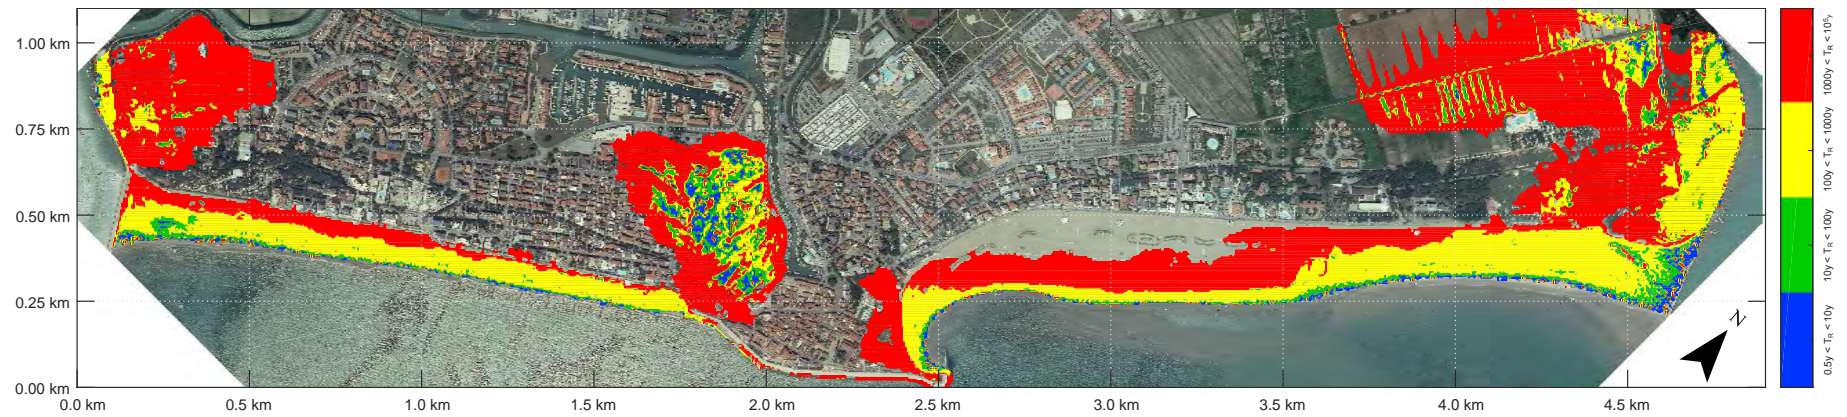 1.00 km
0.75 km
0.50 km
0.25 km
0.00 km
0.0 km
0.5 km
1.0 km
1.5 km
2.0 km
2.5 km
3.0 km
3.5 km
4.0 km
4.5 km
N
1000y < T_R < 10^5y
100y < T_R < 1000y
10y < T_R < 100y
0.5y < T_R < 10y